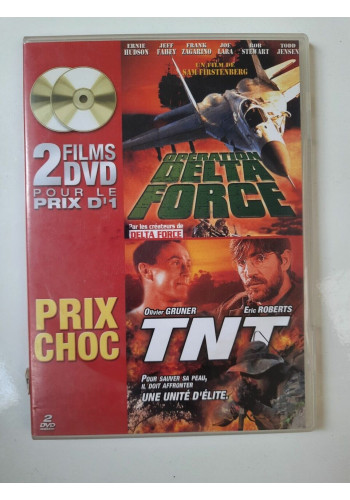 ERNIE HUDSON
JEFF FAHEY
FRANK ZAGARINO
JOE LARA
ROB STEWART
TODD JENSEN
UN FILM DE
SAM FIRSTENBERG
2 FILMS
DVD
POUR LE
PRIX D'1
OPERATION
DELTA
FORCE
Par les créateurs de
DELTA FORCE
PRIX
CHOC
Olivier GRUNER
Eric ROBERTS
TNT
POUR SAUVER SA PEAU,
IL DOIT AFFRONTER
UNE UNITÉ D'ÉLITE.
2
DVD